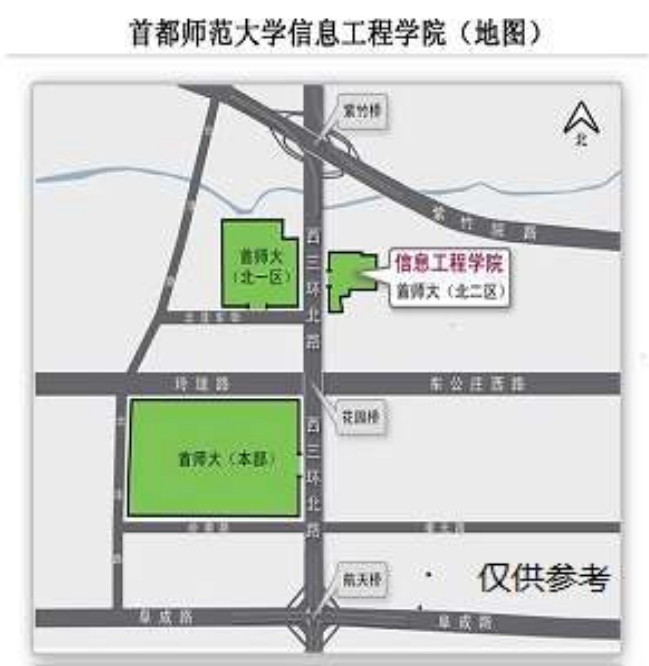 首都师范大学信息工程学院（地图）
紫竹桥
北
紫竹院路
首师大
（北一区）
西三环北路
信息工程学院
首师大（北二区）
东公庄西路
花园桥
首师大（本部）
西三环北路
航天桥
仅供参考
阜成路
阜成路